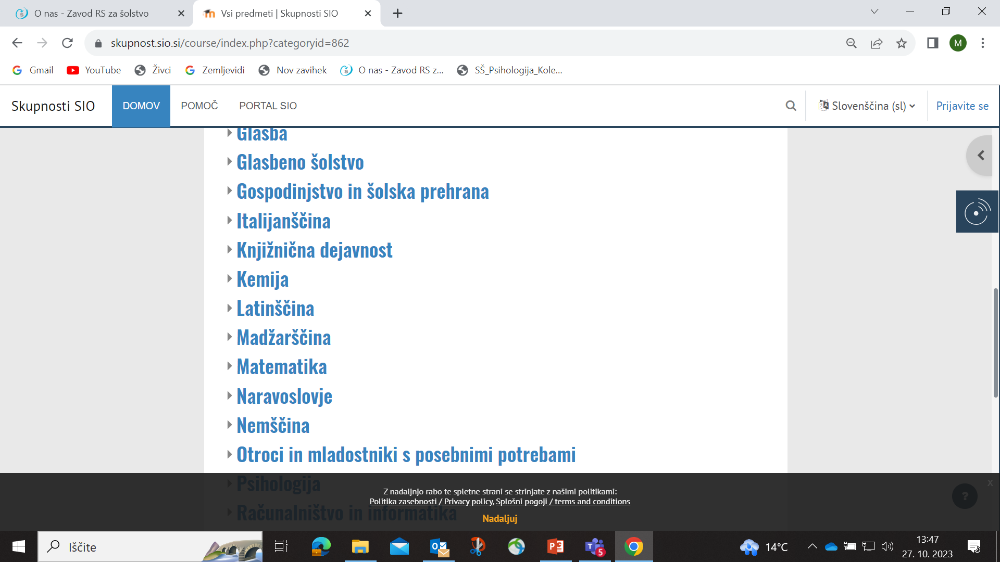 O nas - Zavod RS za šolstvo
Vsi predmeti | Skupnosti SIO
skupnost.sio.si/course/index.php?categoryid=862
M
Gmail
YouTube
Živci
Zemljevidi
Nov zavihek
O nas - Zavod RS z...
SŠ_Psihologija_Kole...
Skupnosti SIO
DOMOV
POMOČ
PORTAL SIO
Slovenščina (sl)
Prijavite se
Glasba
Glasbeno šolstvo
Gospodinjstvo in šolska prehrana
Italijanščina
Knjižnična dejavnost
Kemija
Latinščina
Madžarščina
Matematika
Naravoslovje
Nemščina
Otroci in mladostniki s posebnimi potrebami
Psihologija
Računalništvo in informatika
x
?
Z nadaljnjo rabo te spletne strani se strinjate z našimi politikami:
Politika zasebnosti / Privacy policy, Splošni pogoji / terms and conditions
Nadaljuj
Iščite
5
14°C
13:47
27. 10. 2023